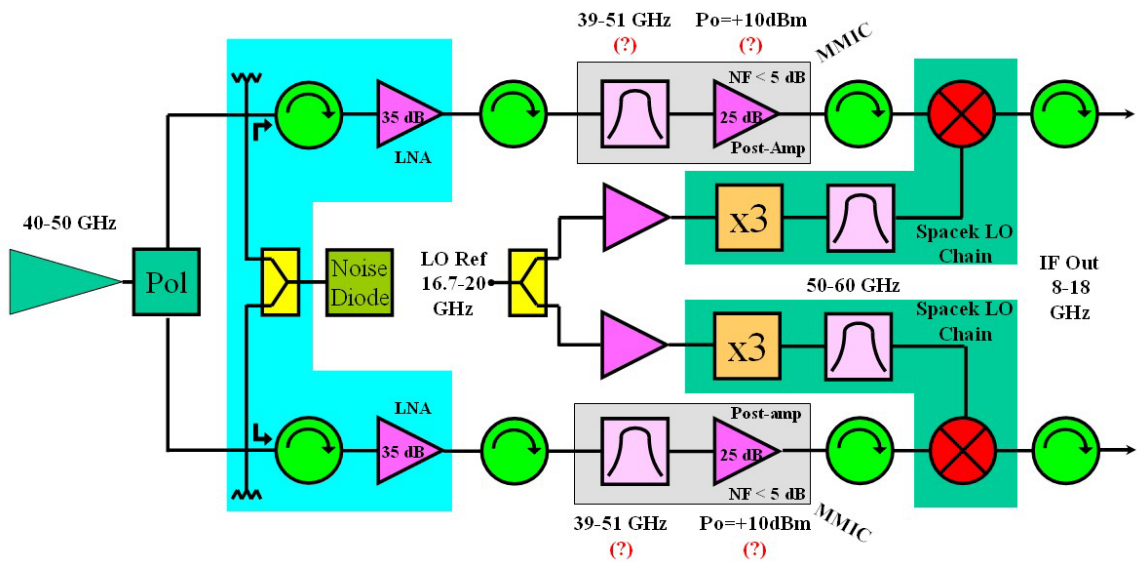 39-51 GHz
(?)
Po=+10dBm
(?)
MMIC
NF < 5 dB
35 dB
LNA
25 dB
Post-Amp
40-50 GHz
Pol
Noise
Diode
LO Ref
16.7-20
GHz
x3
Spacek LO
Chain
50-60 GHz
IF Out
8-18
GHz
x3
Spacek LO
Chain
LNA
35 dB
Post-amp
25 dB
NF < 5 dB
39-51 GHz
(?)
Po=+10dBm
(?)
MMIC